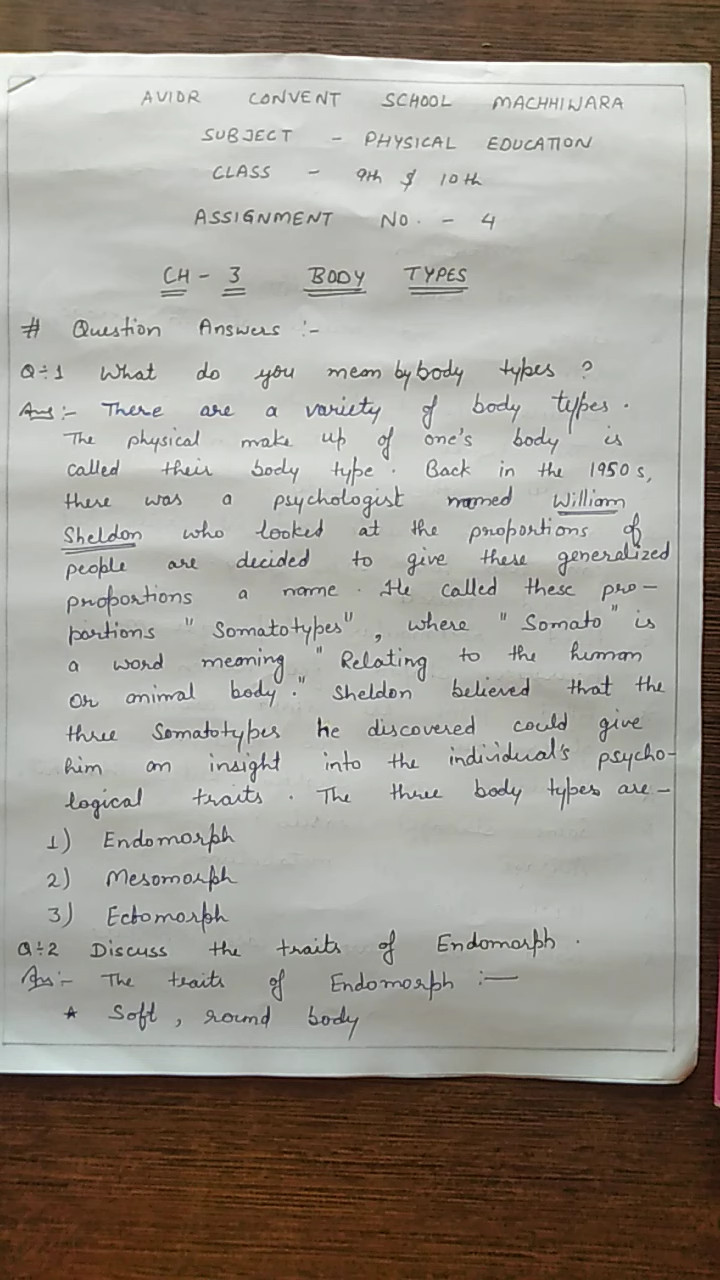 AVIDR CONVENT SCHOOL MACHHIWARA
SUBJECT - PHYSICAL EDUCATION
CLASS - 9th & 10th
ASSIGNMENT NO. - 4
CH - 3 BODY TYPES
# Question Answers :-
Q÷1 What do you mean by body types ?
Ans:- There are a variety of body types.
The physical make up of one's body is
called their body type. Back in the 1950s,
there was a psychologist named William
Sheldon who looked at the proportions of
people are decided to give these generalized
proportions a name. He called these pro-
portions "Somatotypes", where "Somato" is
a word meaning "Relating to the human
or animal body." Sheldon believed that the
three Somatotypes he discovered could give
him an insight into the individual's psycho-
logical traits. The three body types are -
1) Endomorph
2) Mesomorph
3) Ectomorph
Q÷2 Discuss the traits of Endomorph.
Ans:- The traits of Endomorph :-
* Soft, round body